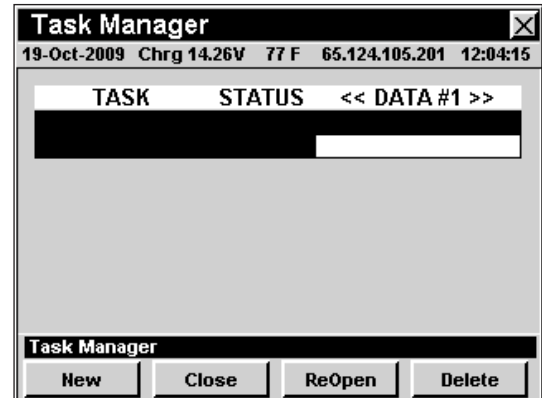 Task Manager
19-Oct-2009 Chrg 14.26V 77 F 65.124.105.201 12:04:15
TASK STATUS << DATA #1 >>
Task Manager
New Close ReOpen Delete